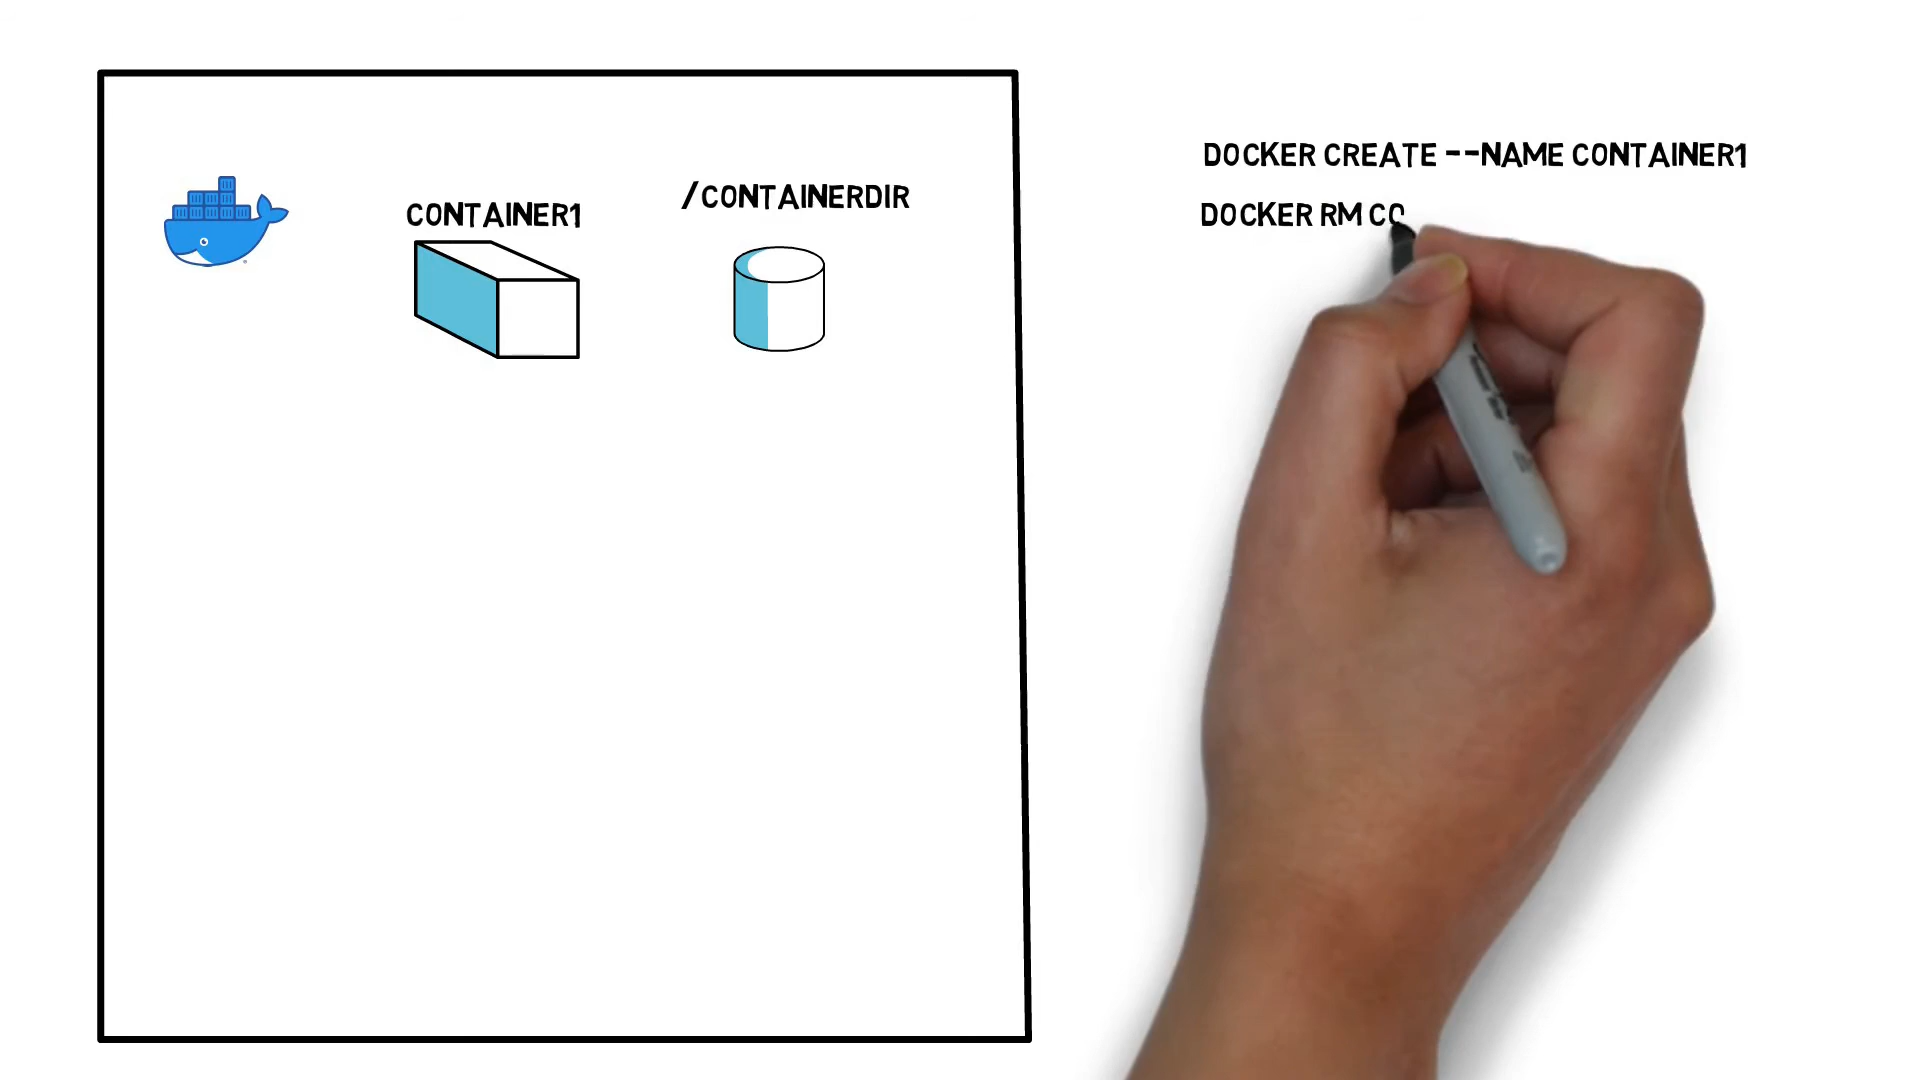 CONTAINER1
/CONTAINERDIR
DOCKER CREATE --NAME CONTAINER1
DOCKER RM CO